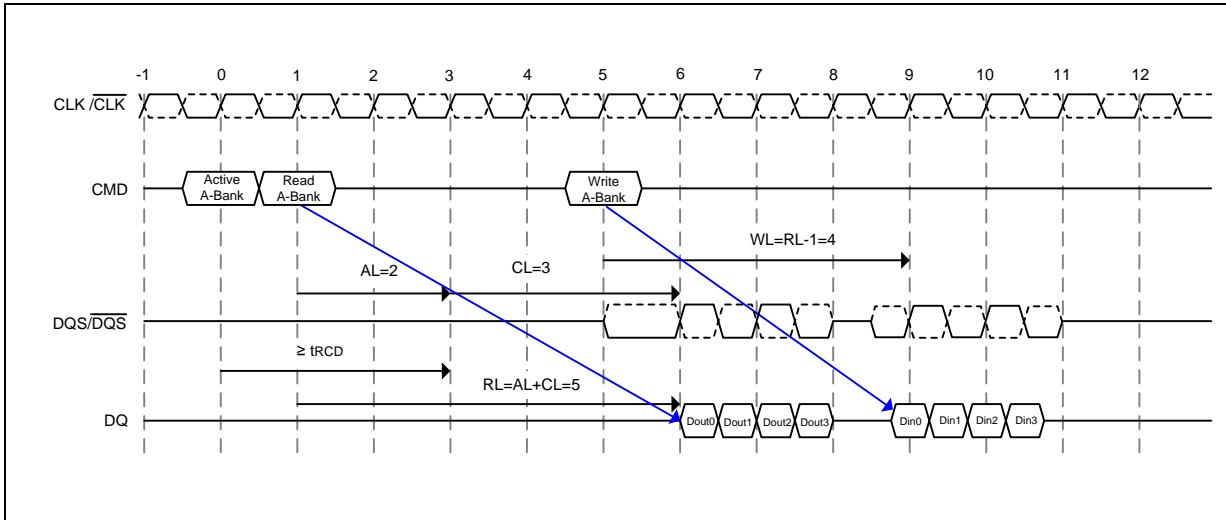 -1 0 1 2 3 4 5 6 7 8 9 10 11 12
CLK /CLK
CMD
Active
A-Bank
Read
A-Bank
Write
A-Bank
WL=RL-1=4
AL=2
CL=3
DQS/DQS
≥ tRCD
RL=AL+CL=5
DQ
Dout0 Dout1 Dout2 Dout3 Din0 Din1 Din2 Din3